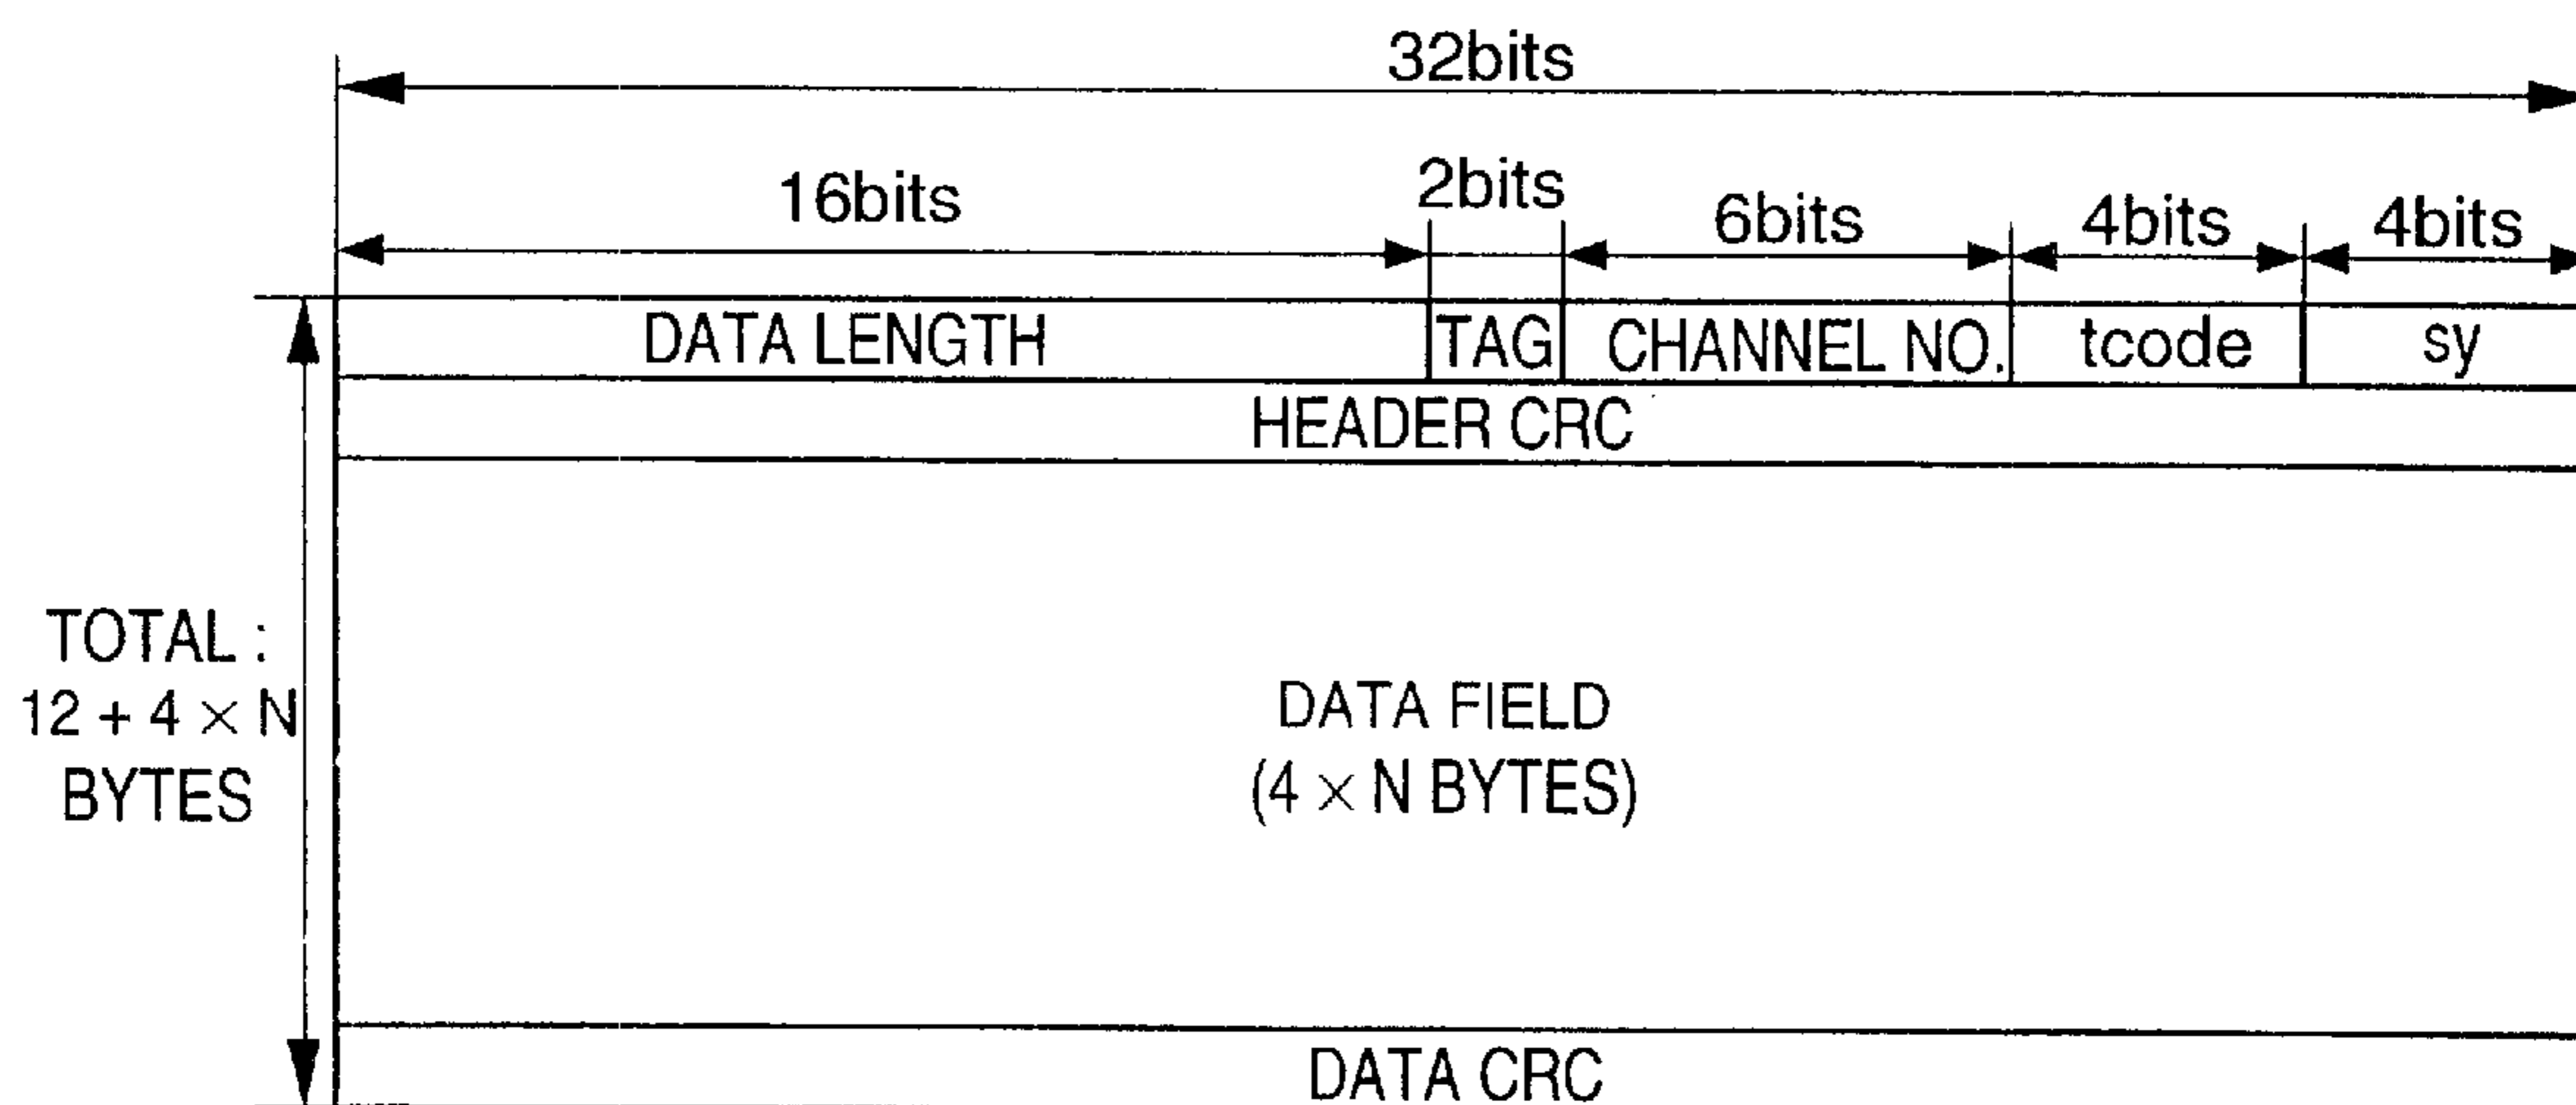 32bits
16bits 2bits 6bits 4bits 4bits
DATA LENGTH TAG CHANNEL NO. tcode sy
HEADER CRC
TOTAL :
12 + 4 × N
BYTES
DATA FIELD
(4 × N BYTES)
DATA CRC